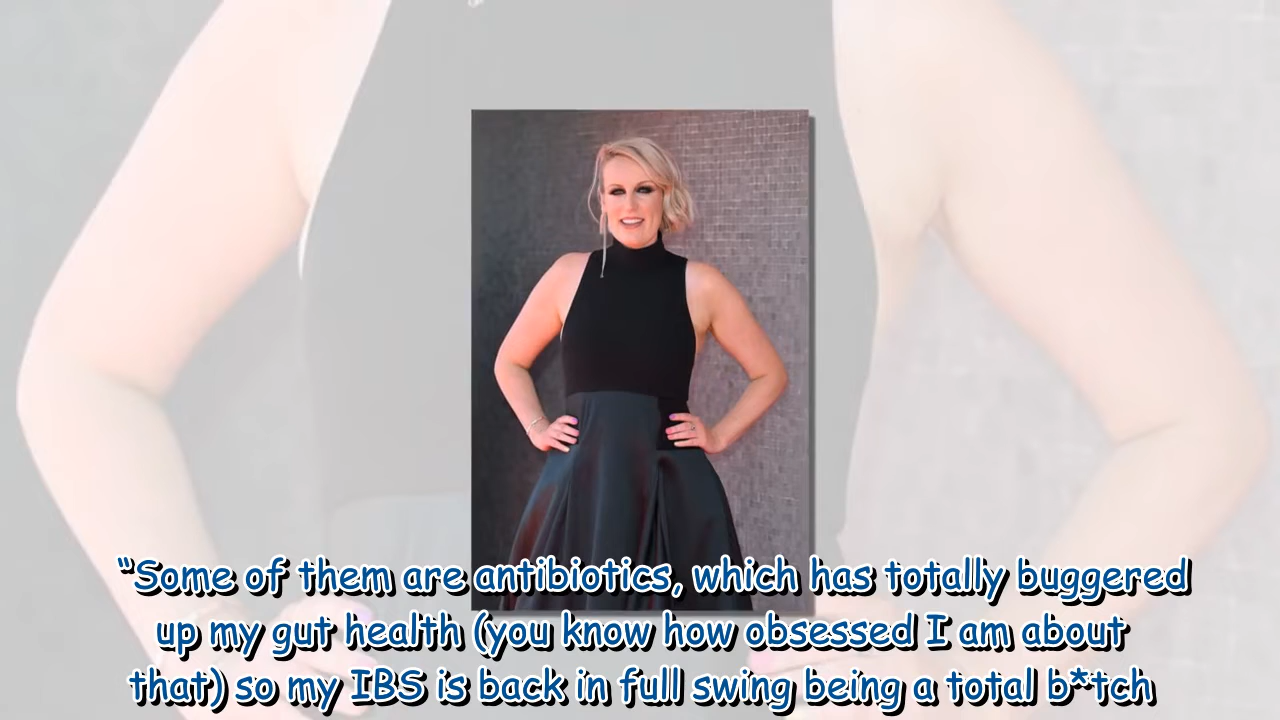 “Some of them are antibiotics, which has totally buggered
up my gut health (you know how obsessed I am about
that) so my IBS is back in full swing being a total b*tch